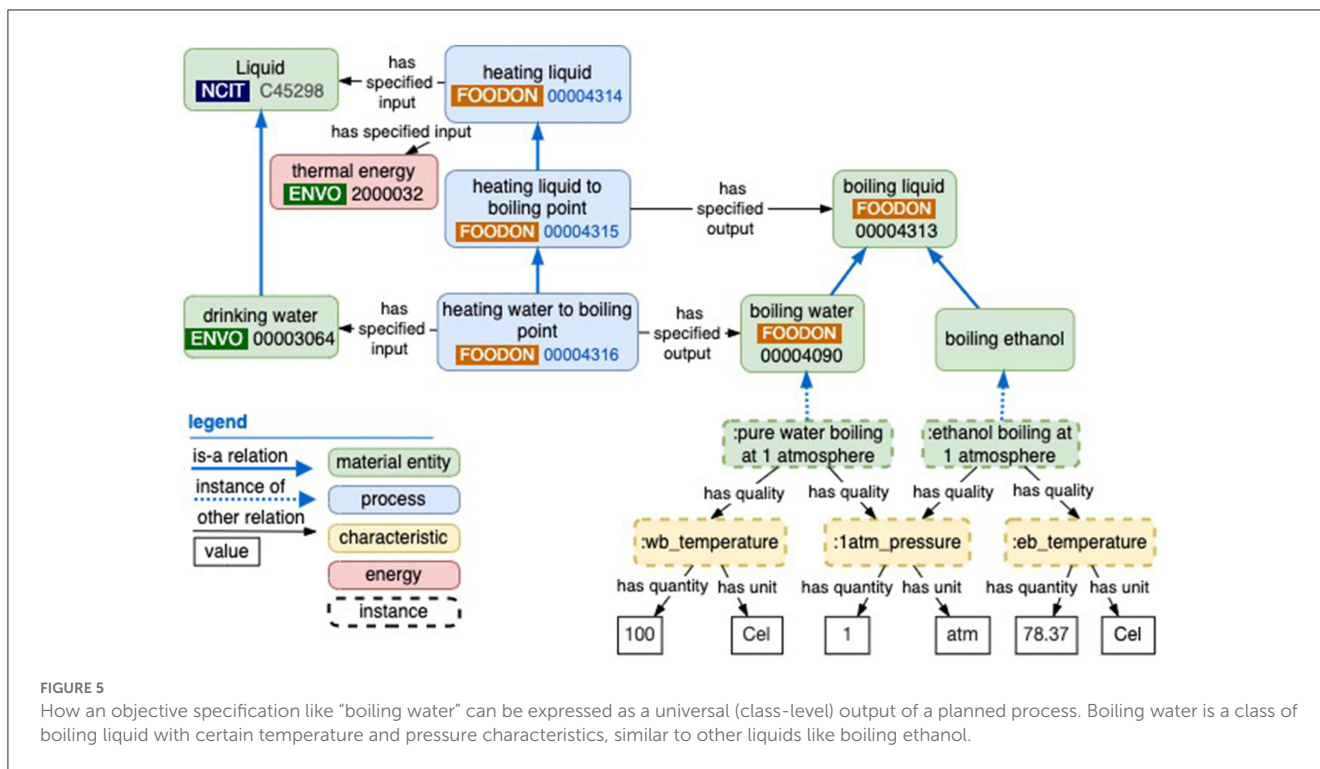 Liquid
NCIT C45298
has
specified
input
heating liquid
FOODON 00004314
has specified input
thermal energy
ENVO 2000032
heating liquid to
boiling point
FOODON 00004315
has
specified
output
boiling liquid
FOODON
00004313
drinking water
ENVO 00003064
has
specified
input
heating water to boiling
point
FOODON 00004316
has
specified
output
boiling water
FOODON
00004090
boiling ethanol
legend
is-a relation
instance of
other relation
value
material entity
process
characteristic
energy
instance
:pure water boiling
at 1 atmosphere
:ethanol boiling at
1 atmosphere
has quality
has quality
has quality
has quality
:wb_temperature
:1atm_pressure
:eb_temperature
has quantity
has unit
has quantity
has unit
has quantity
has unit
100
Cel
1
atm
78.37
Cel
FIGURE 5
How an objective specification like “boiling water” can be expressed as a universal (class-level) output of a planned process. Boiling water is a class of
boiling liquid with certain temperature and pressure characteristics, similar to other liquids like boiling ethanol.